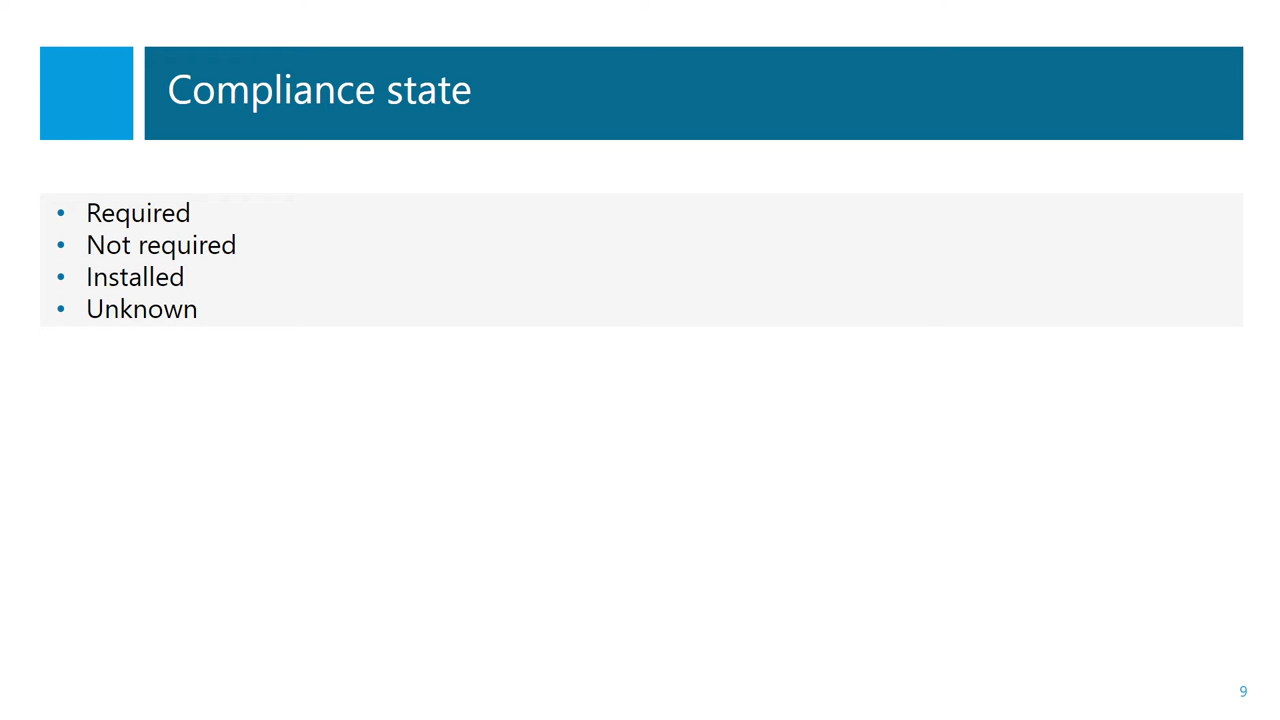 Compliance state
• Required
• Not required
• Installed
• Unknown
9